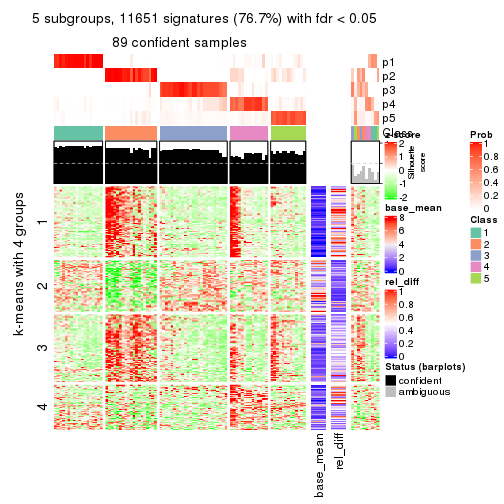 5 subgroups, 11651 signatures (76.7%) with fdr < 0.05
89 confident samples
p1
p2
p3
p4
p5
Class
z-score
2
1
0
-1
-2
Silhouette
score
Prob
1
0.8
0.6
0.4
0.2
0
base_mean
8
6
4
2
0
Class
1
2
3
4
5
rel_diff
1
0.8
0.6
0.4
0.2
0
Status (barplots)
confident
ambiguous
k-means with 4 groups
1
2
3
4
base_mean
rel_diff